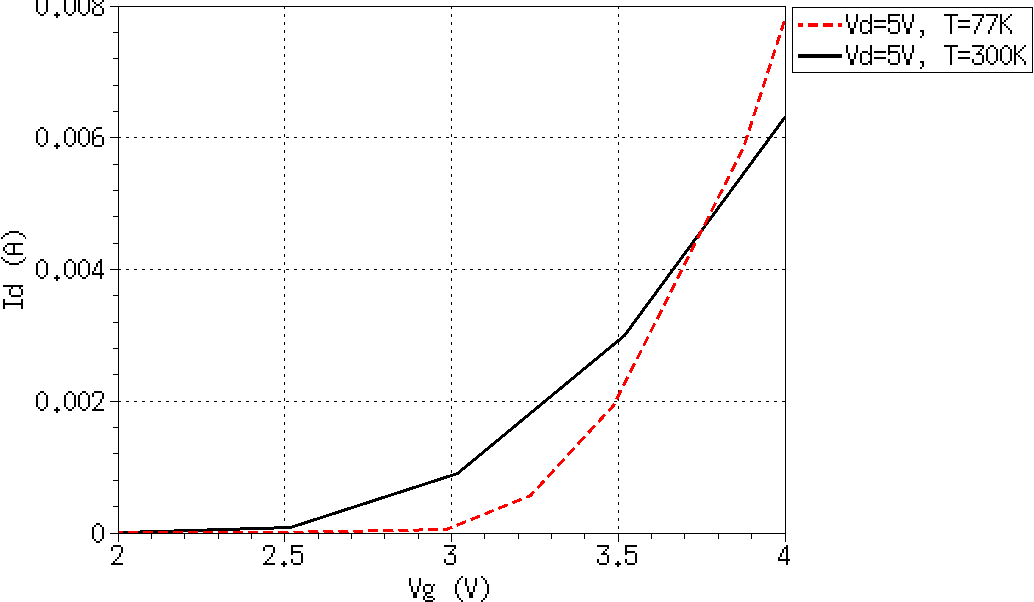 0.008
0.006
0.004
0.002
0
Id (A)
2 2.5 3 3.5 4
Vg (V)
Vd=5V, T=77K
Vd=5V, T=300K